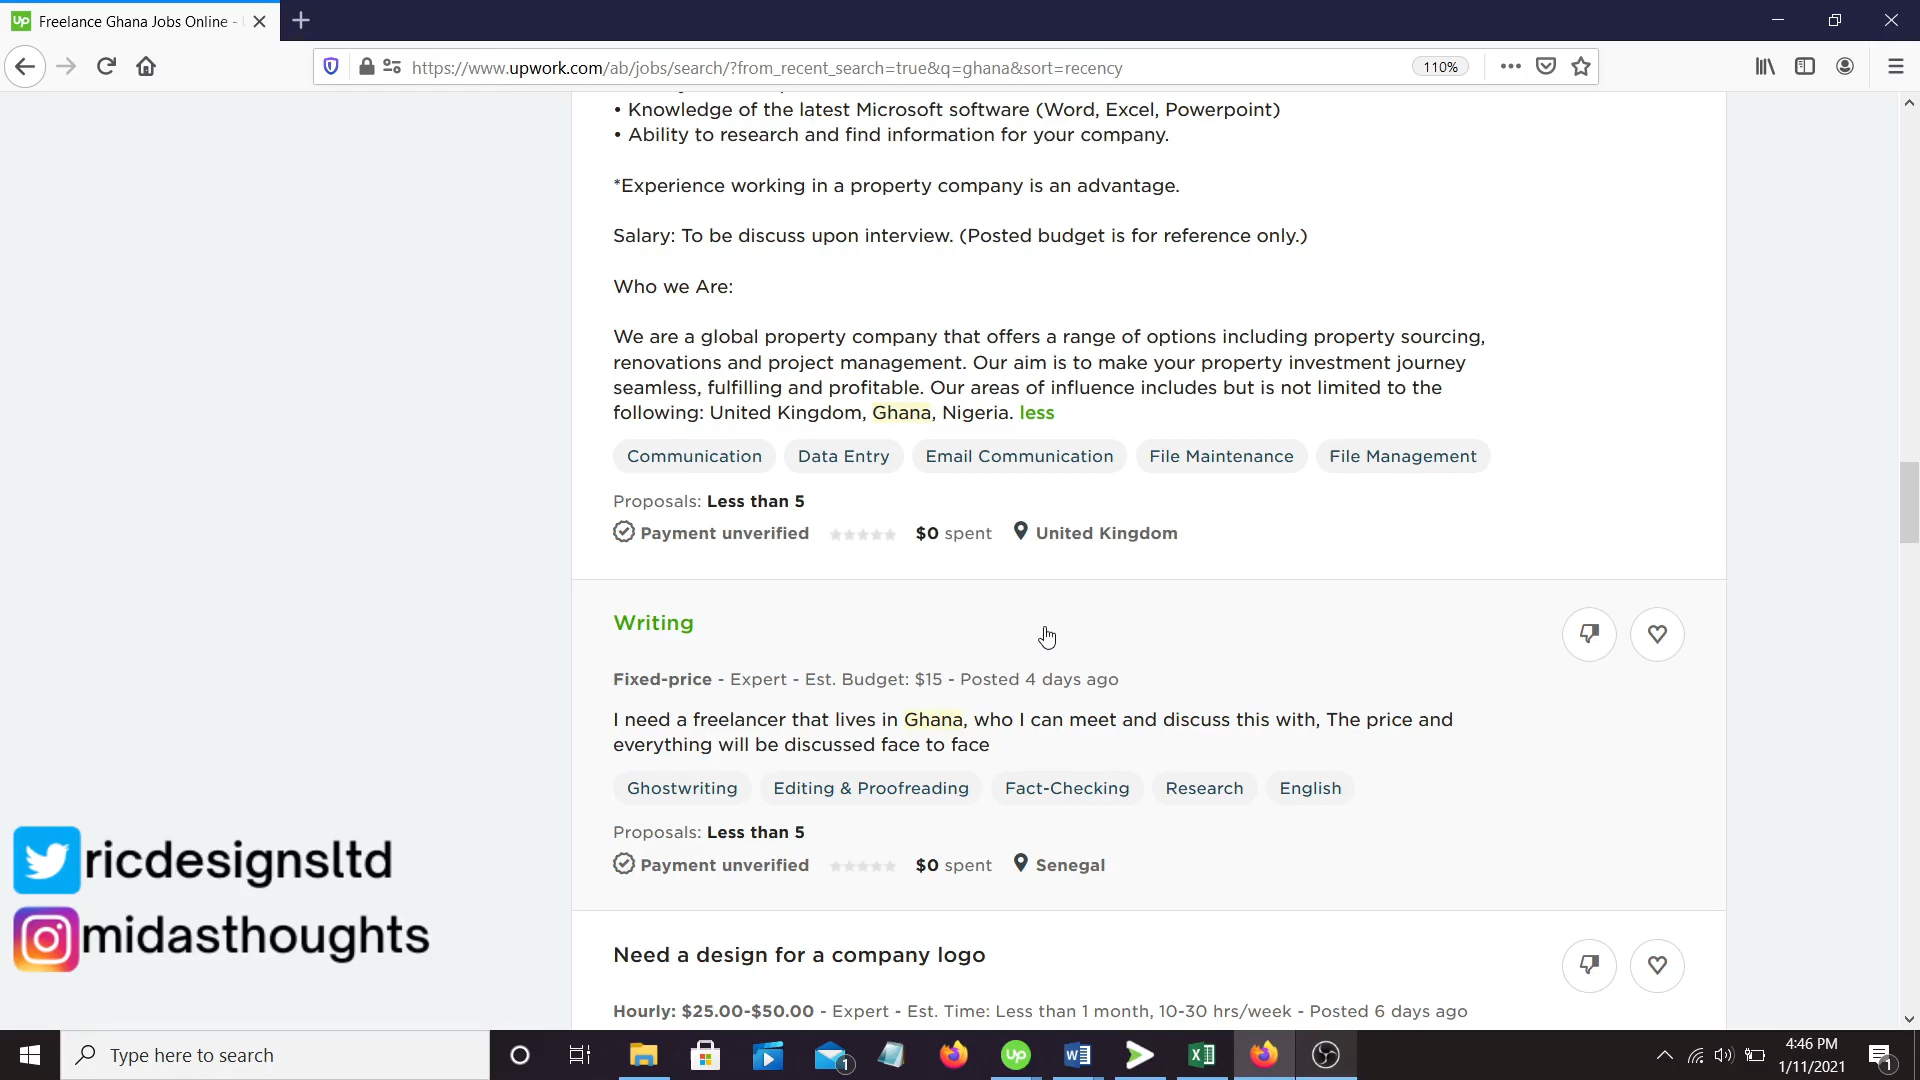 Freelance Ghana Jobs Online -
https://www.upwork.com/ab/jobs/search/?from_recent_search=true&q=ghana&sort=recency
110%
• Knowledge of the latest Microsoft software (Word, Excel, Powerpoint)
• Ability to research and find information for your company.
*Experience working in a property company is an advantage.
Salary: To be discuss upon interview. (Posted budget is for reference only.)
Who we Are:
We are a global property company that offers a range of options including property sourcing,
renovations and project management. Our aim is to make your property investment journey
seamless, fulfilling and profitable. Our areas of influence includes but is not limited to the
following: United Kingdom, Ghana, Nigeria. less
Communication Data Entry Email Communication File Maintenance File Management
Proposals: Less than 5
Payment unverified $0 spent United Kingdom
Writing
Fixed-price - Expert - Est. Budget: $15 - Posted 4 days ago
I need a freelancer that lives in Ghana, who I can meet and discuss this with, The price and
everything will be discussed face to face
Ghostwriting Editing & Proofreading Fact-Checking Research English
Proposals: Less than 5
Payment unverified $0 spent Senegal
ricdesignsltd
midasthoughts
Need a design for a company logo
Hourly: $25.00-$50.00 - Expert - Est. Time: Less than 1 month, 10-30 hrs/week - Posted 6 days ago
Type here to search
1
4:46 PM
1/11/2021
1